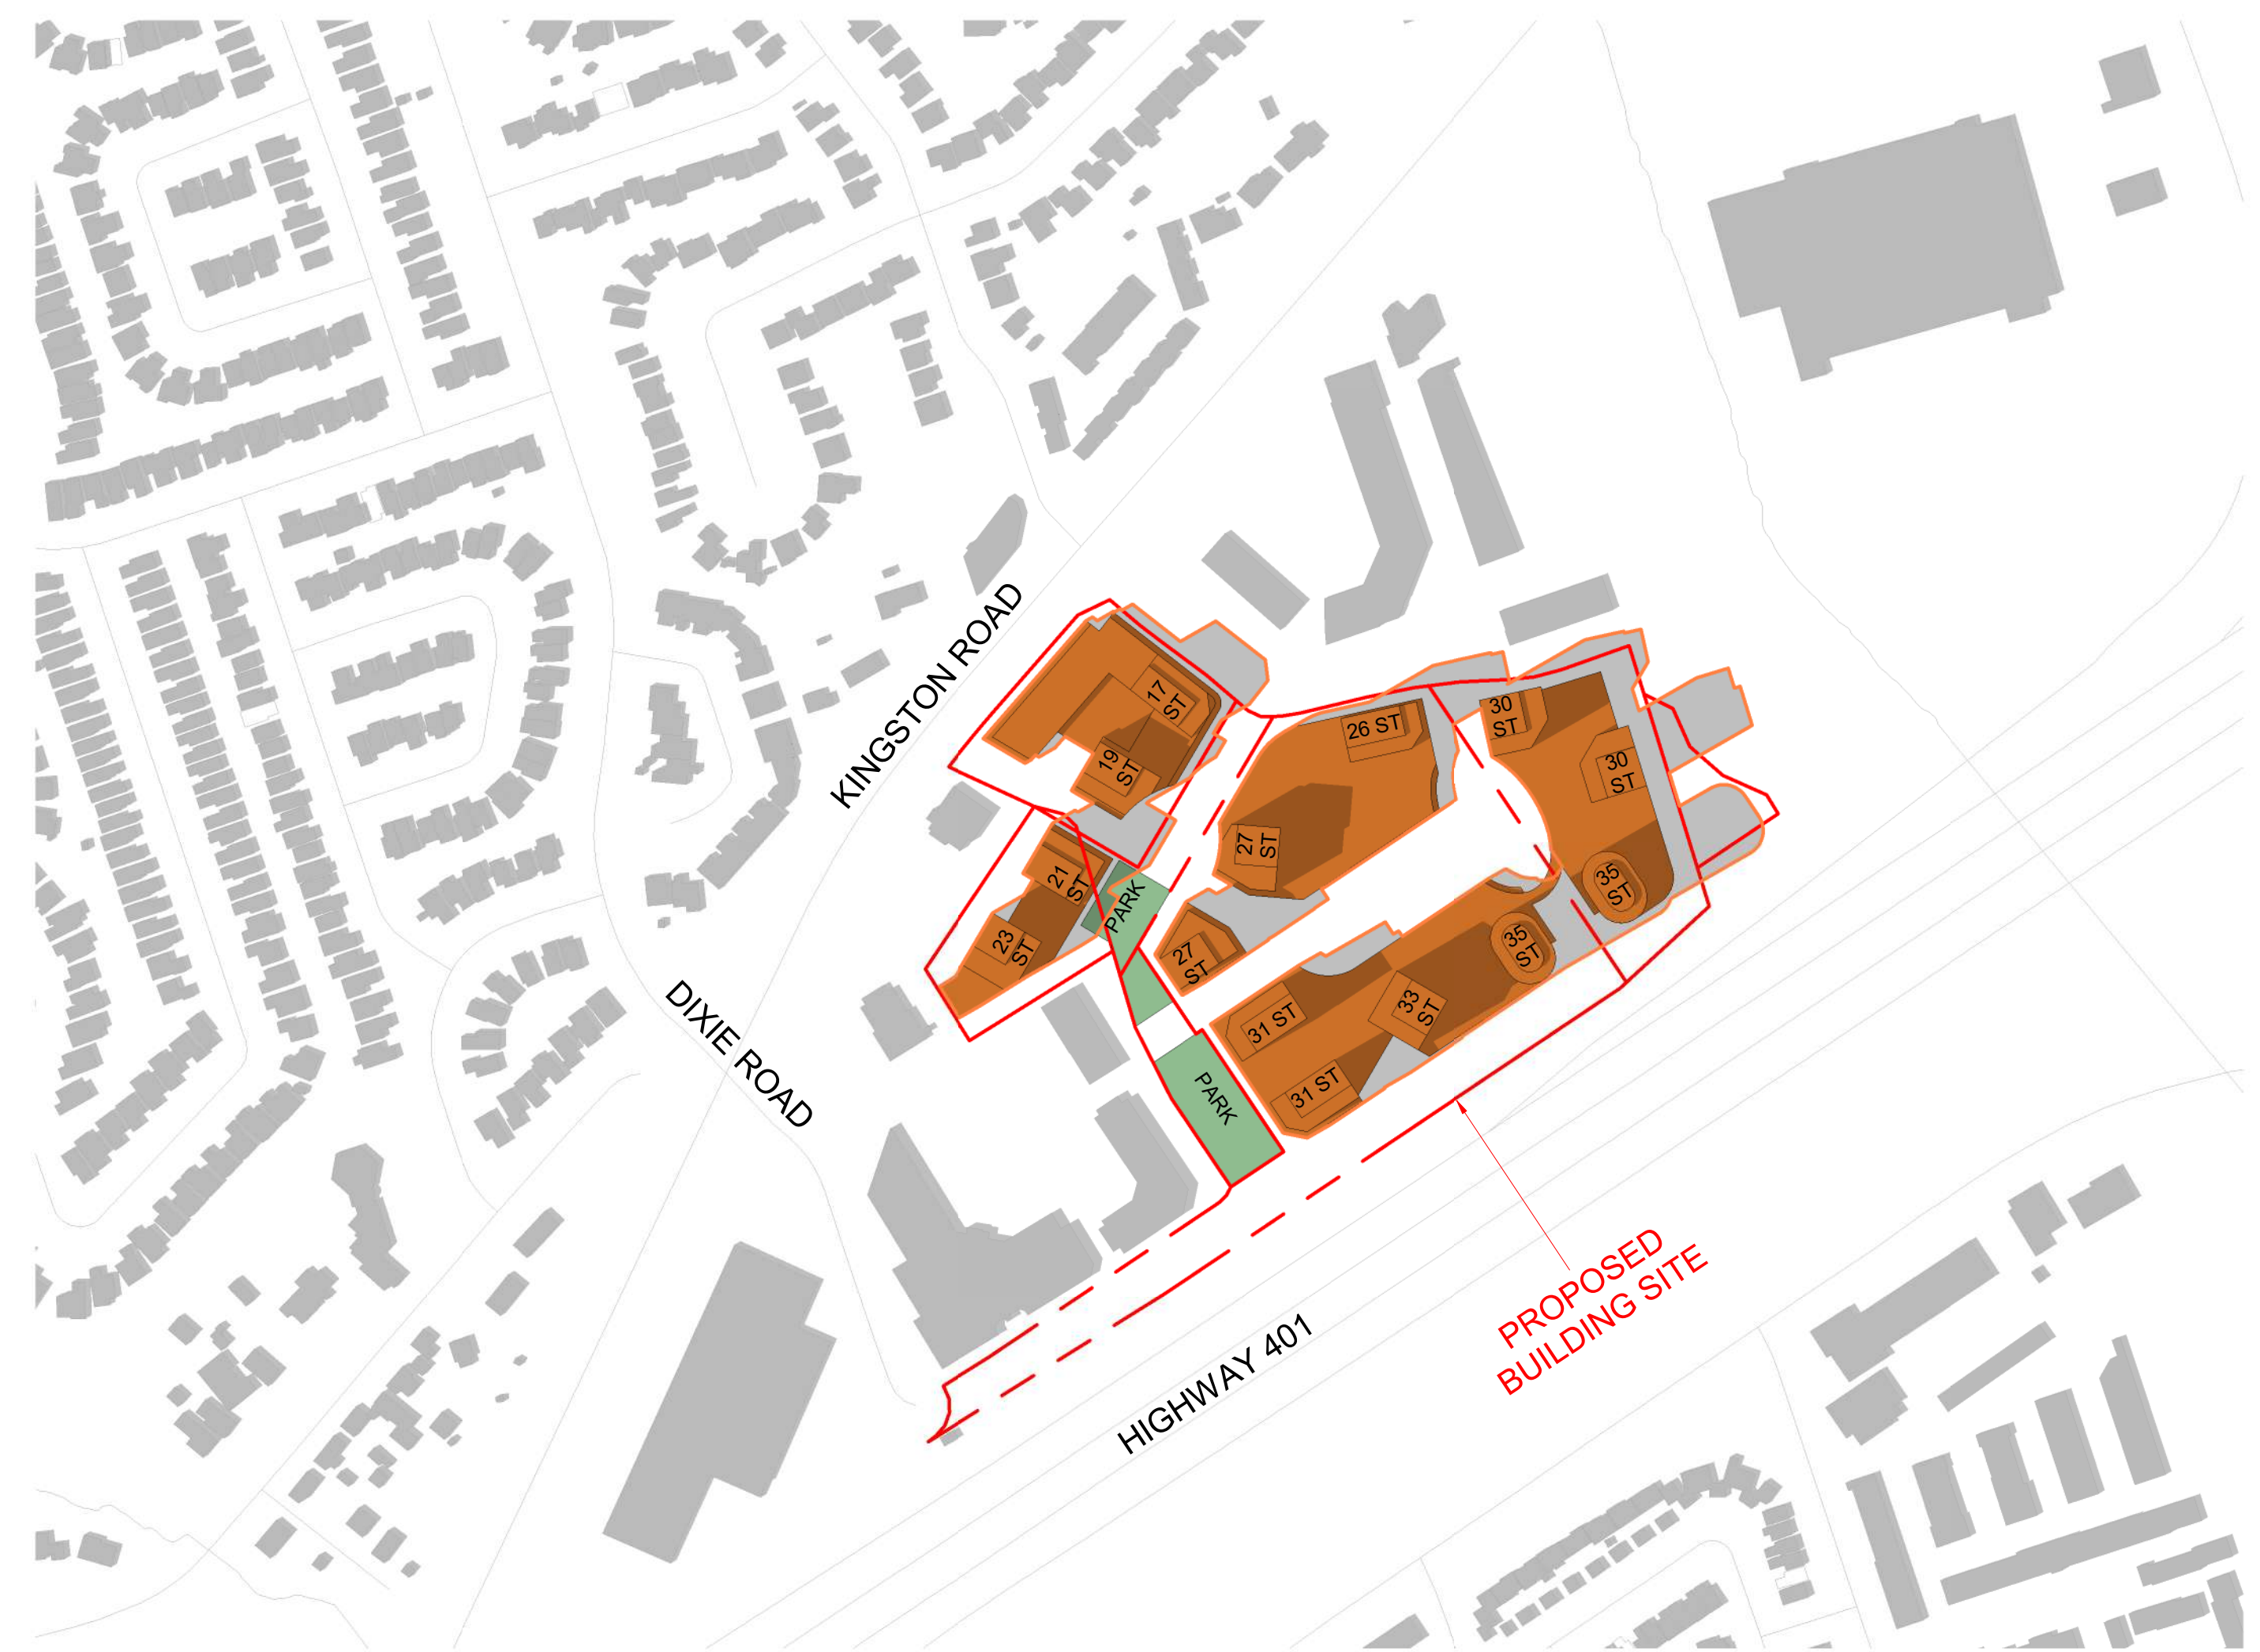 KINGSTON ROAD
17
ST
19
ST
26 ST
30
ST
30
ST
27
ST
21
ST
35
ST
PARK
23
ST
27
ST
35
ST
33
ST
31 ST
31 ST
PARK
DIXIE ROAD
PROPOSED
BUILDING SITE
HIGHWAY 401